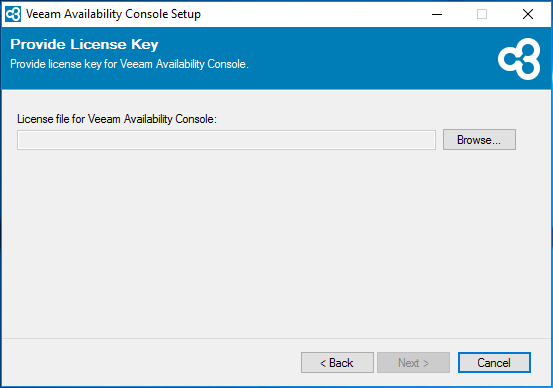 Veeam Availability Console Setup
Provide License Key
Provide license key for Veeam Availability Console.
License file for Veeam Availability Console:
Browse...
< Back
Next >
Cancel